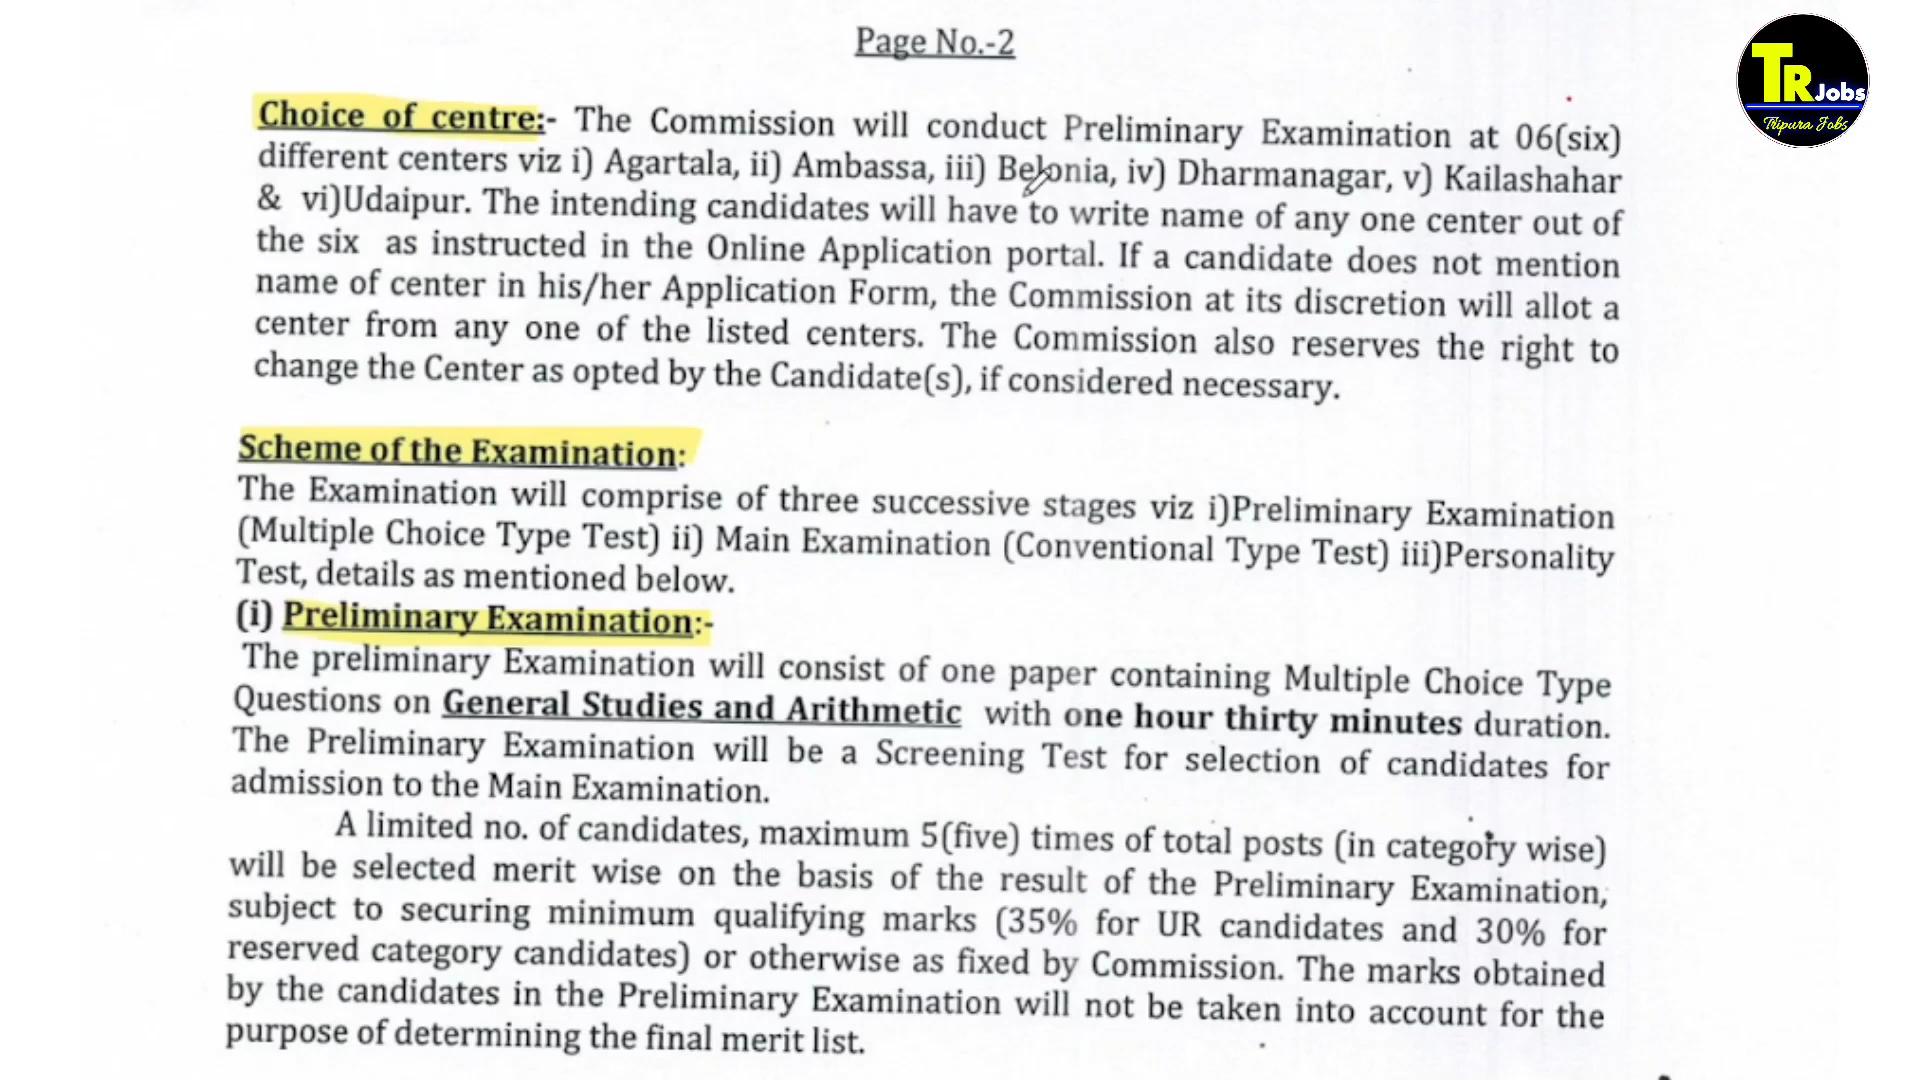 Page No.-2
TR Jobs
Tripura Jobs
Choice of centre:- The Commission will conduct Preliminary Examination at 06(six)
different centers viz i) Agartala, ii) Ambassa, iii) Belonia, iv) Dharmanagar, v) Kailashahar
& vi)Udaipur. The intending candidates will have to write name of any one center out of
the six as instructed in the Online Application portal. If a candidate does not mention
name of center in his/her Application Form, the Commission at its discretion will allot a
center from any one of the listed centers. The Commission also reserves the right to
change the Center as opted by the Candidate(s), if considered necessary.
Scheme of the Examination:
The Examination will comprise of three successive stages viz i)Preliminary Examination
(Multiple Choice Type Test) ii) Main Examination (Conventional Type Test) iii)Personality
Test, details as mentioned below.
(i) Preliminary Examination:-
The preliminary Examination will consist of one paper containing Multiple Choice Type
Questions on General Studies and Arithmetic with one hour thirty minutes duration.
The Preliminary Examination will be a Screening Test for selection of candidates for
admission to the Main Examination.
A limited no. of candidates, maximum 5(five) times of total posts (in category wise)
will be selected merit wise on the basis of the result of the Preliminary Examination,
subject to securing minimum qualifying marks (35% for UR candidates and 30% for
reserved category candidates) or otherwise as fixed by Commission. The marks obtained
by the candidates in the Preliminary Examination will not be taken into account for the
purpose of determining the final merit list.